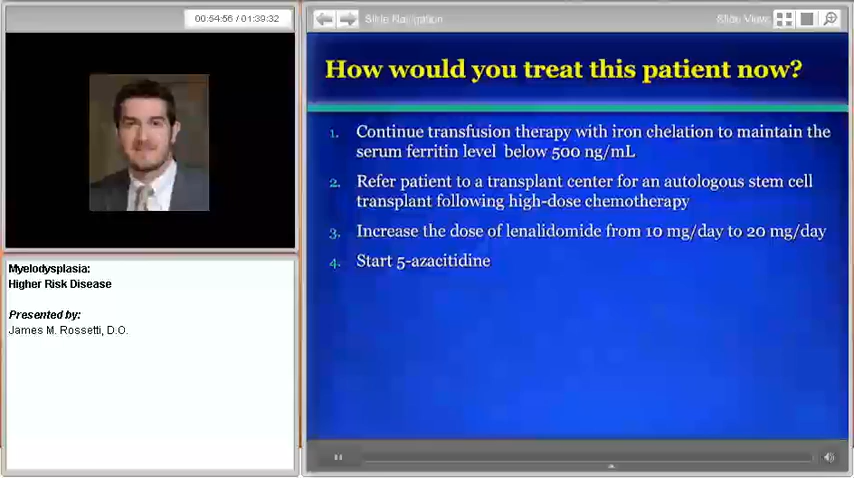 00:54:56 / 01:39:32
Slide Navigation
Slide View:
How would you treat this patient now?
1. Continue transfusion therapy with iron chelation to maintain the
serum ferritin level below 500 ng/mL
2. Refer patient to a transplant center for an autologous stem cell
transplant following high-dose chemotherapy
3. Increase the dose of lenalidomide from 10 mg/day to 20 mg/day
4. Start 5-azacitidine
Myelodysplasia:
Higher Risk Disease
Presented by:
James M. Rossetti, D.O.